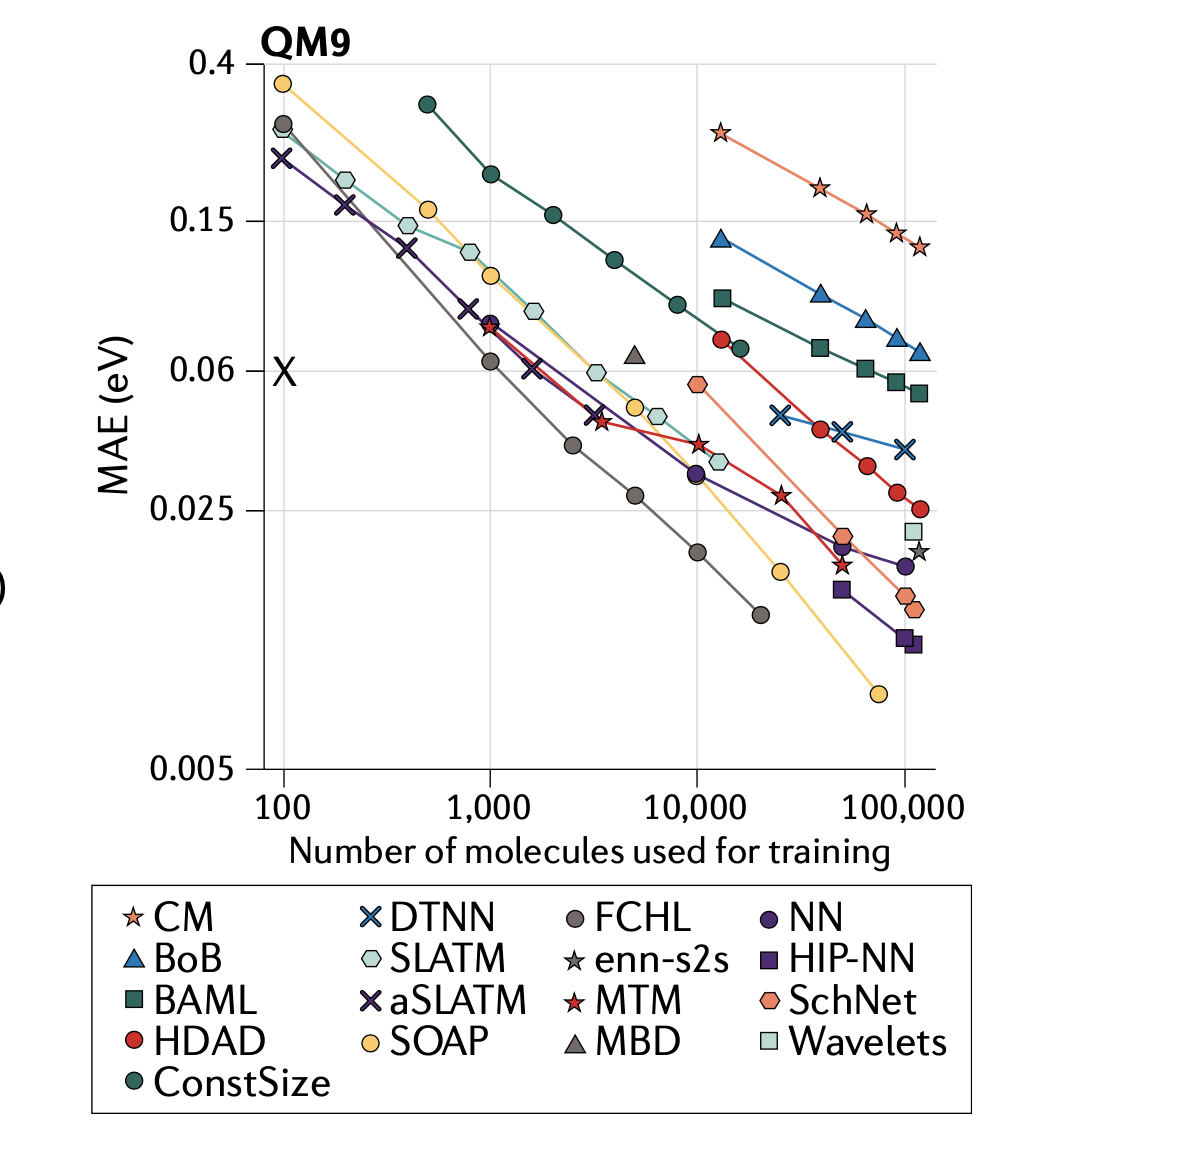 QM9
0.4
0.15
0.06
X
0.025
0.005
MAE (eV)
)
100 1,000 10,000 100,000
Number of molecules used for training
CM DTNN FCHL NN
BoB SLATM enn-s2s HIP-NN
BAML aSLATM MTM SchNet
HDAD SOAP MBD Wavelets
ConstSize